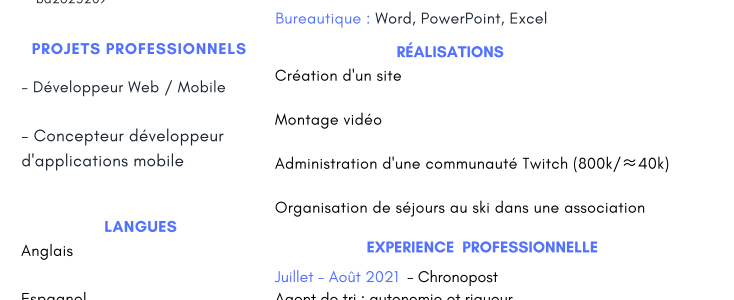 PROJETS PROFESSIONNELS
- Développeur Web / Mobile
- Concepteur développeur
d'applications mobile
LANGUES
Anglais
Espagnol
Bureautique : Word, PowerPoint, Excel
RÉALISATIONS
Création d'un site
Montage vidéo
Administration d'une communauté Twitch (800k/≈40k)
Organisation de séjours au ski dans une association
EXPERIENCE PROFESSIONNELLE
Juillet - Août 2021 - Chronopost
Agent de tri : autonomie et rigueur